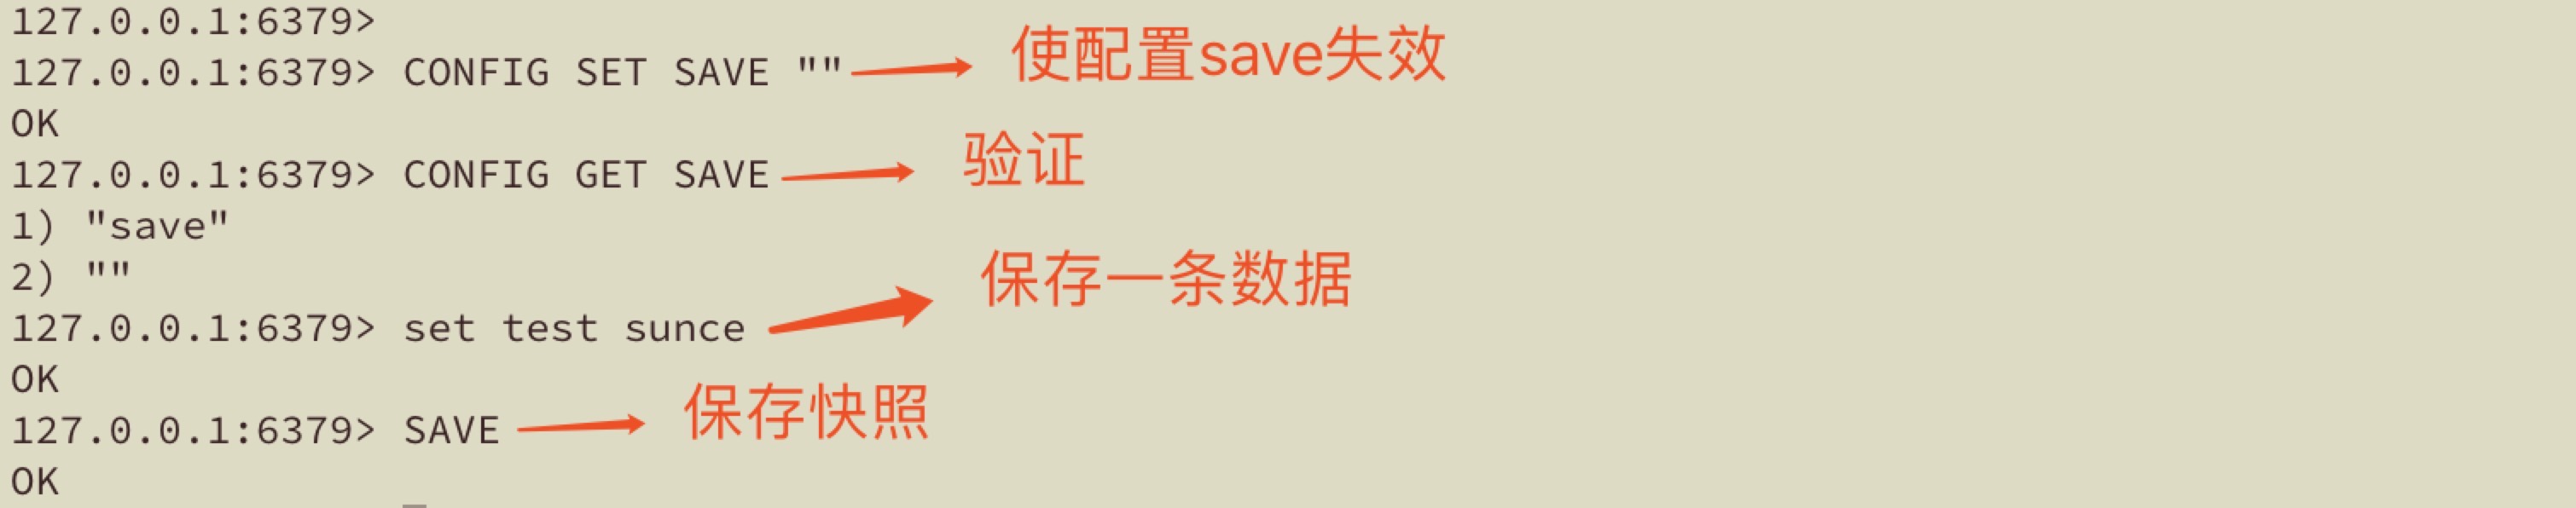 127.0.0.1:6379>
127.0.0.1:6379> CONFIG SET SAVE "" 使配置save失效
OK
127.0.0.1:6379> CONFIG GET SAVE 验证
1) "save"
2) ""
保存一条数据
127.0.0.1:6379> set test sunce
OK
127.0.0.1:6379> SAVE 保存快照
OK